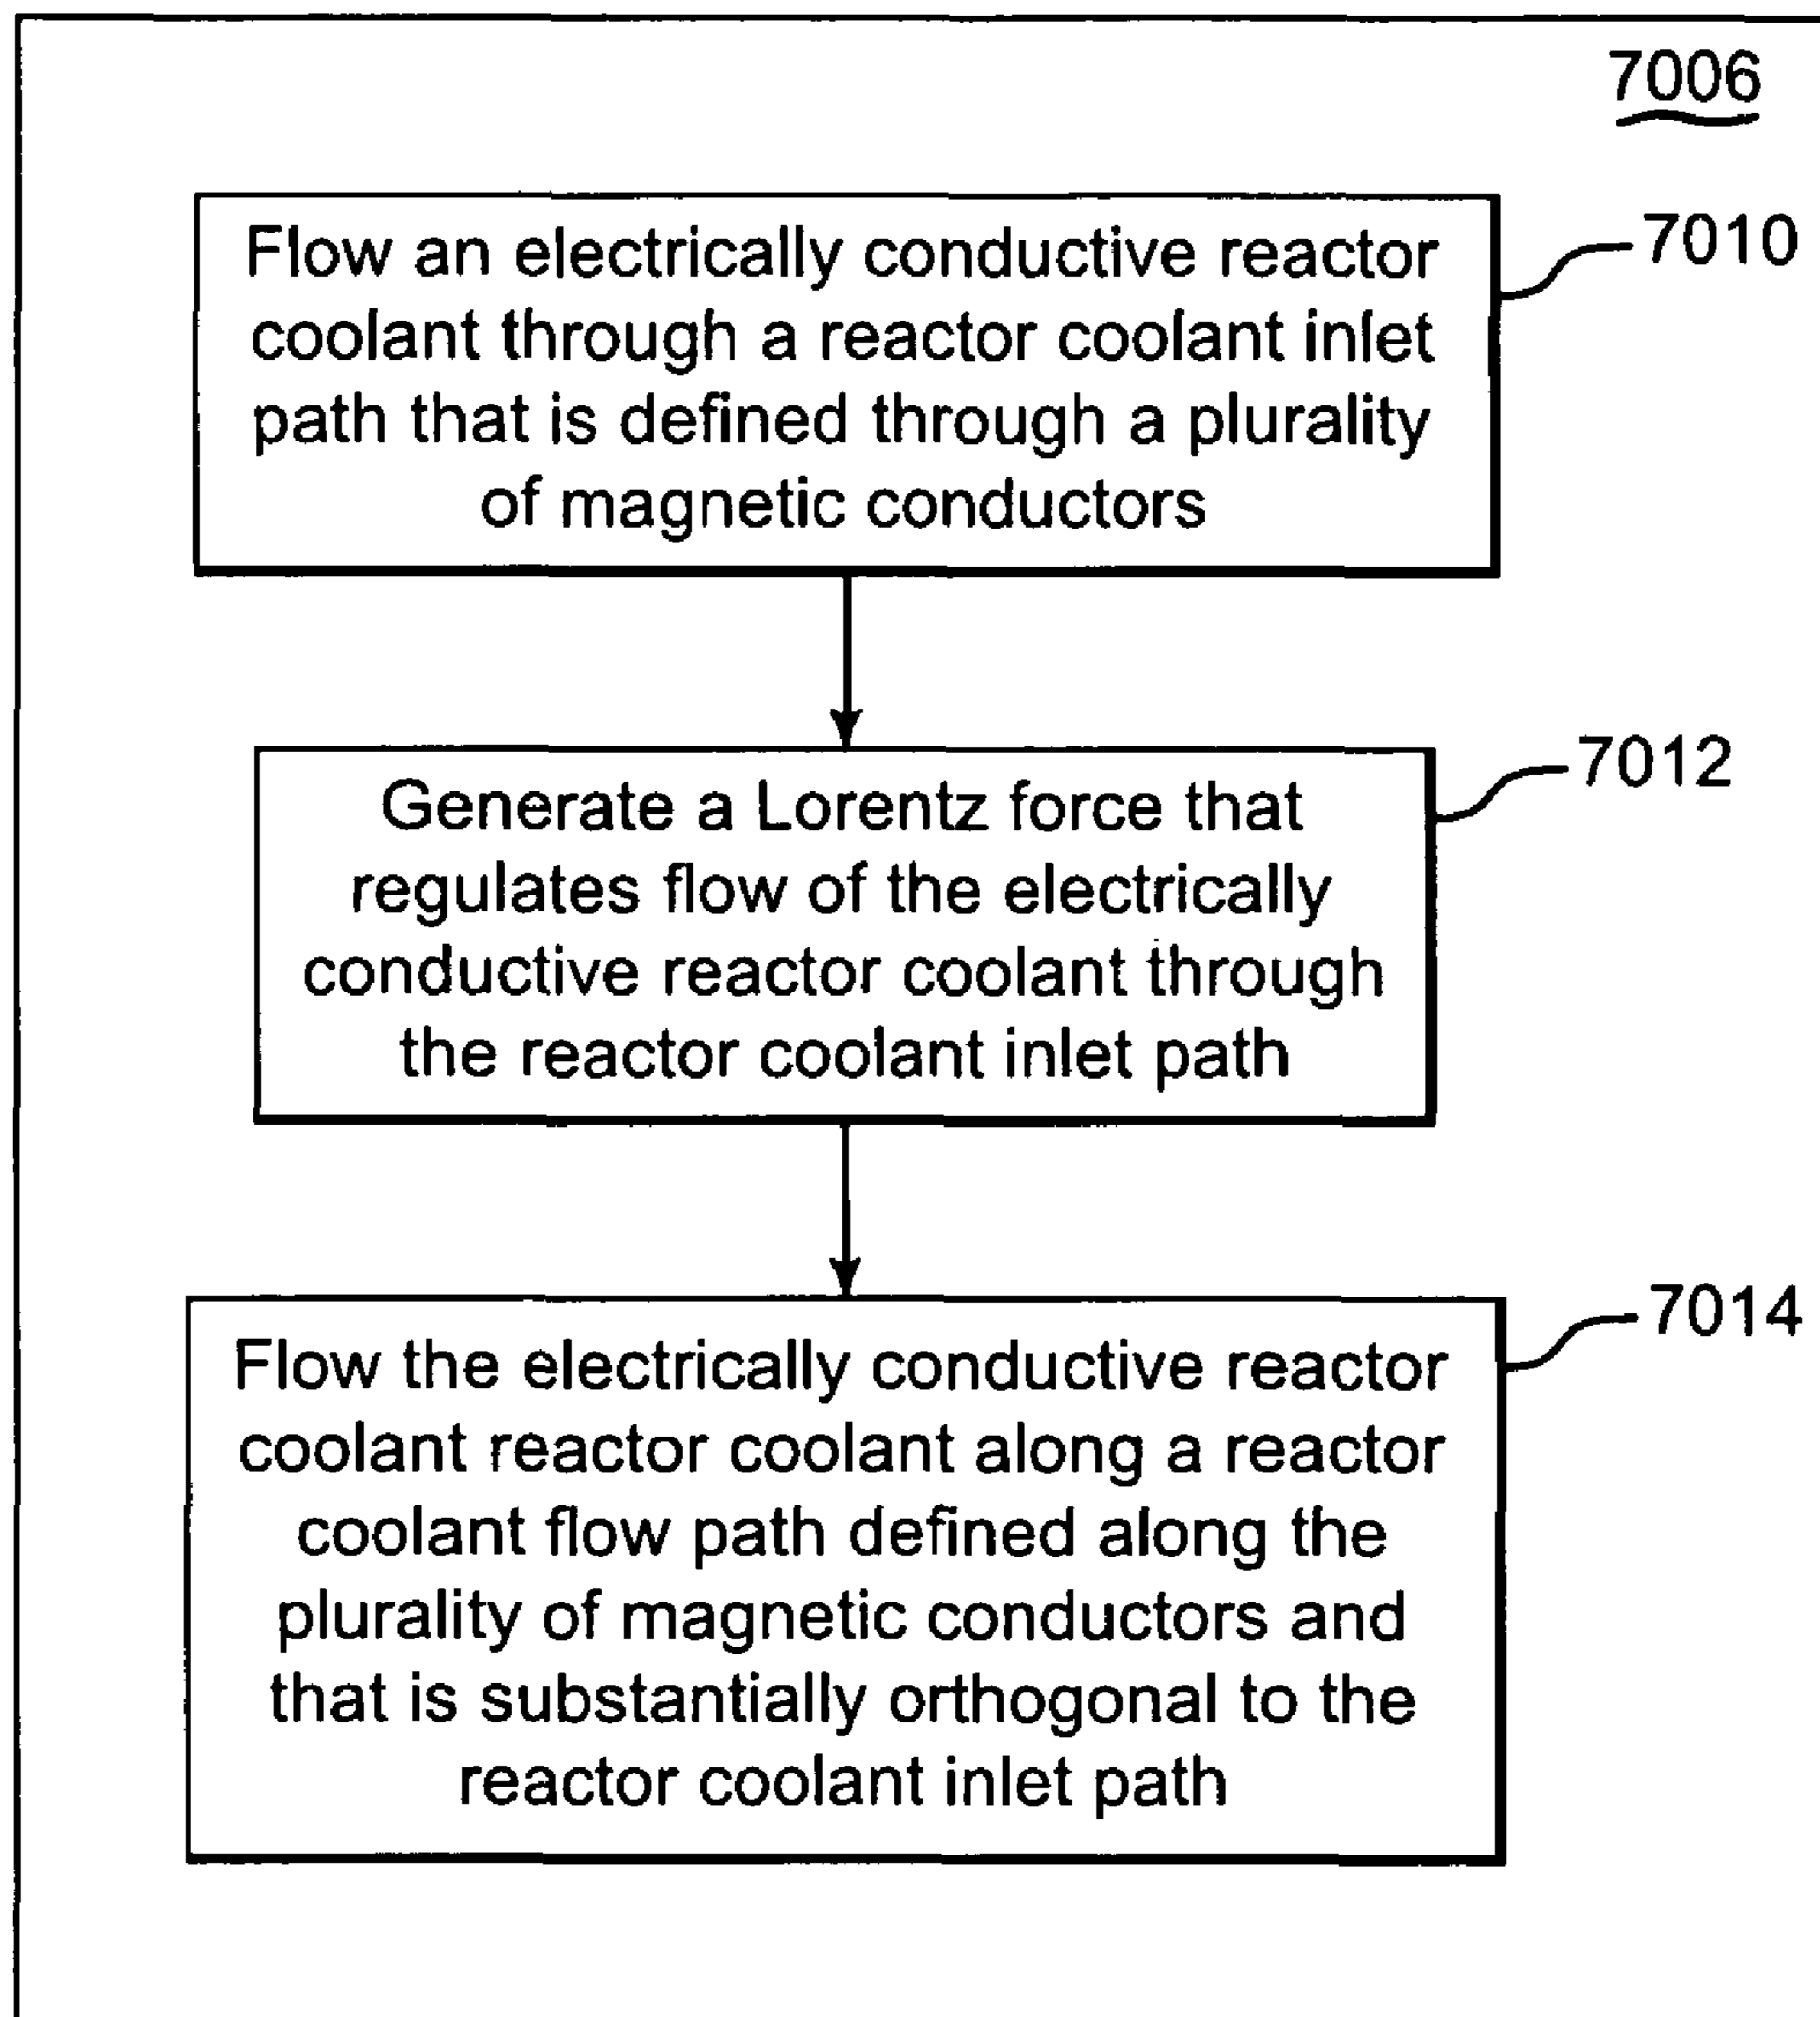 7006
Flow an electrically conductive reactor
coolant through a reactor coolant inlet
path that is defined through a plurality
of magnetic conductors
7010
Generate a Lorentz force that
regulates flow of the electrically
conductive reactor coolant through
the reactor coolant inlet path
7012
Flow the electrically conductive reactor
coolant reactor coolant along a reactor
coolant flow path defined along the
plurality of magnetic conductors and
that is substantially orthogonal to the
reactor coolant inlet path
7014